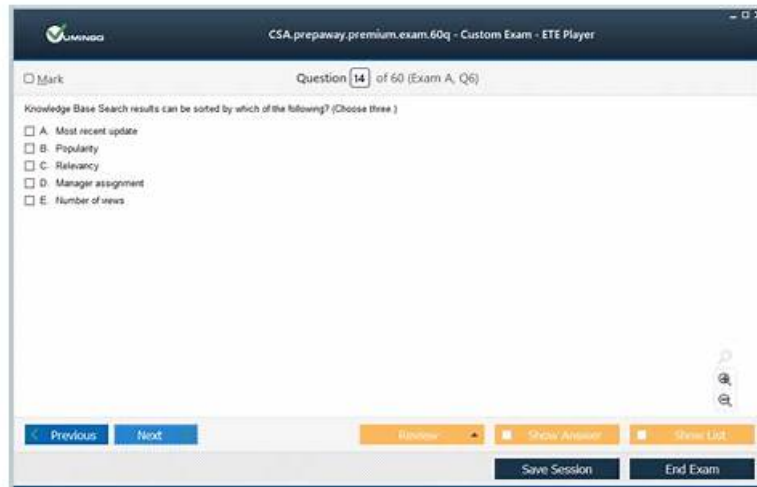 VUMINGO
CSA.prepaway.premium.exam.60q - Custom Exam - ETE Player
Mark
Question 14 of 60 (Exam A, Q6)
Knowledge Base Search results can be sorted by which of the following? (Choose three.)
A. Most recent update
B. Popularity
C. Relevancy
D. Manager assignment
E. Number of views
Previous
Next
Review
Show Answer
Show List
Save Session
End Exam